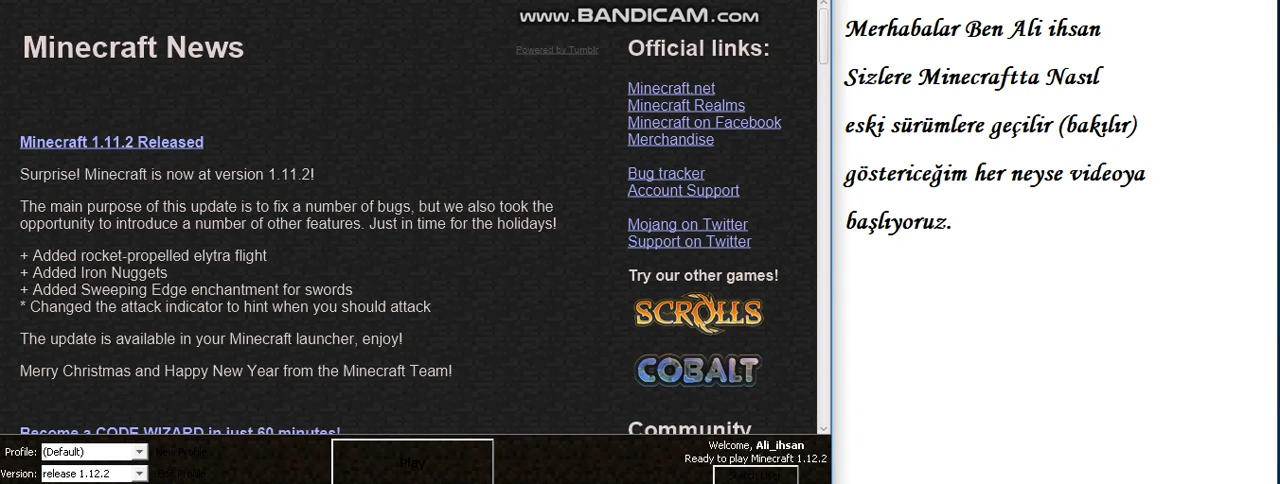 www.BANDICAM.com
Minecraft News
Powered by Tumblr
Minecraft 1.11.2 Released
Surprise! Minecraft is now at version 1.11.2!
The main purpose of this update is to fix a number of bugs, but we also took the
opportunity to introduce a number of other features. Just in time for the holidays!
+ Added rocket-propelled elytra flight
+ Added Iron Nuggets
+ Added Sweeping Edge enchantment for swords
* Changed the attack indicator to hint when you should attack
The update is available in your Minecraft launcher, enjoy!
Merry Christmas and Happy New Year from the Minecraft Team!
Become a CODE WIZARD in just 60 minutes!
Official links:
Minecraft.net
Minecraft Realms
Minecraft on Facebook
Merchandise
Bug tracker
Account Support
Mojang on Twitter
Support on Twitter
Try our other games!
SCROLLS
COBALT
Community
Profile: (Default) New Profile
Version: release 1.12.2 Edit Profile
Play
Welcome, Ali_ihsan
Ready to play Minecraft 1.12.2
Merhabalar Ben Ali ihsan
Sizlere Minecraftta Nasıl
eski sürümlere geçilir (bakılır)
göstericeğim her neyse videoya
başlıyoruz.